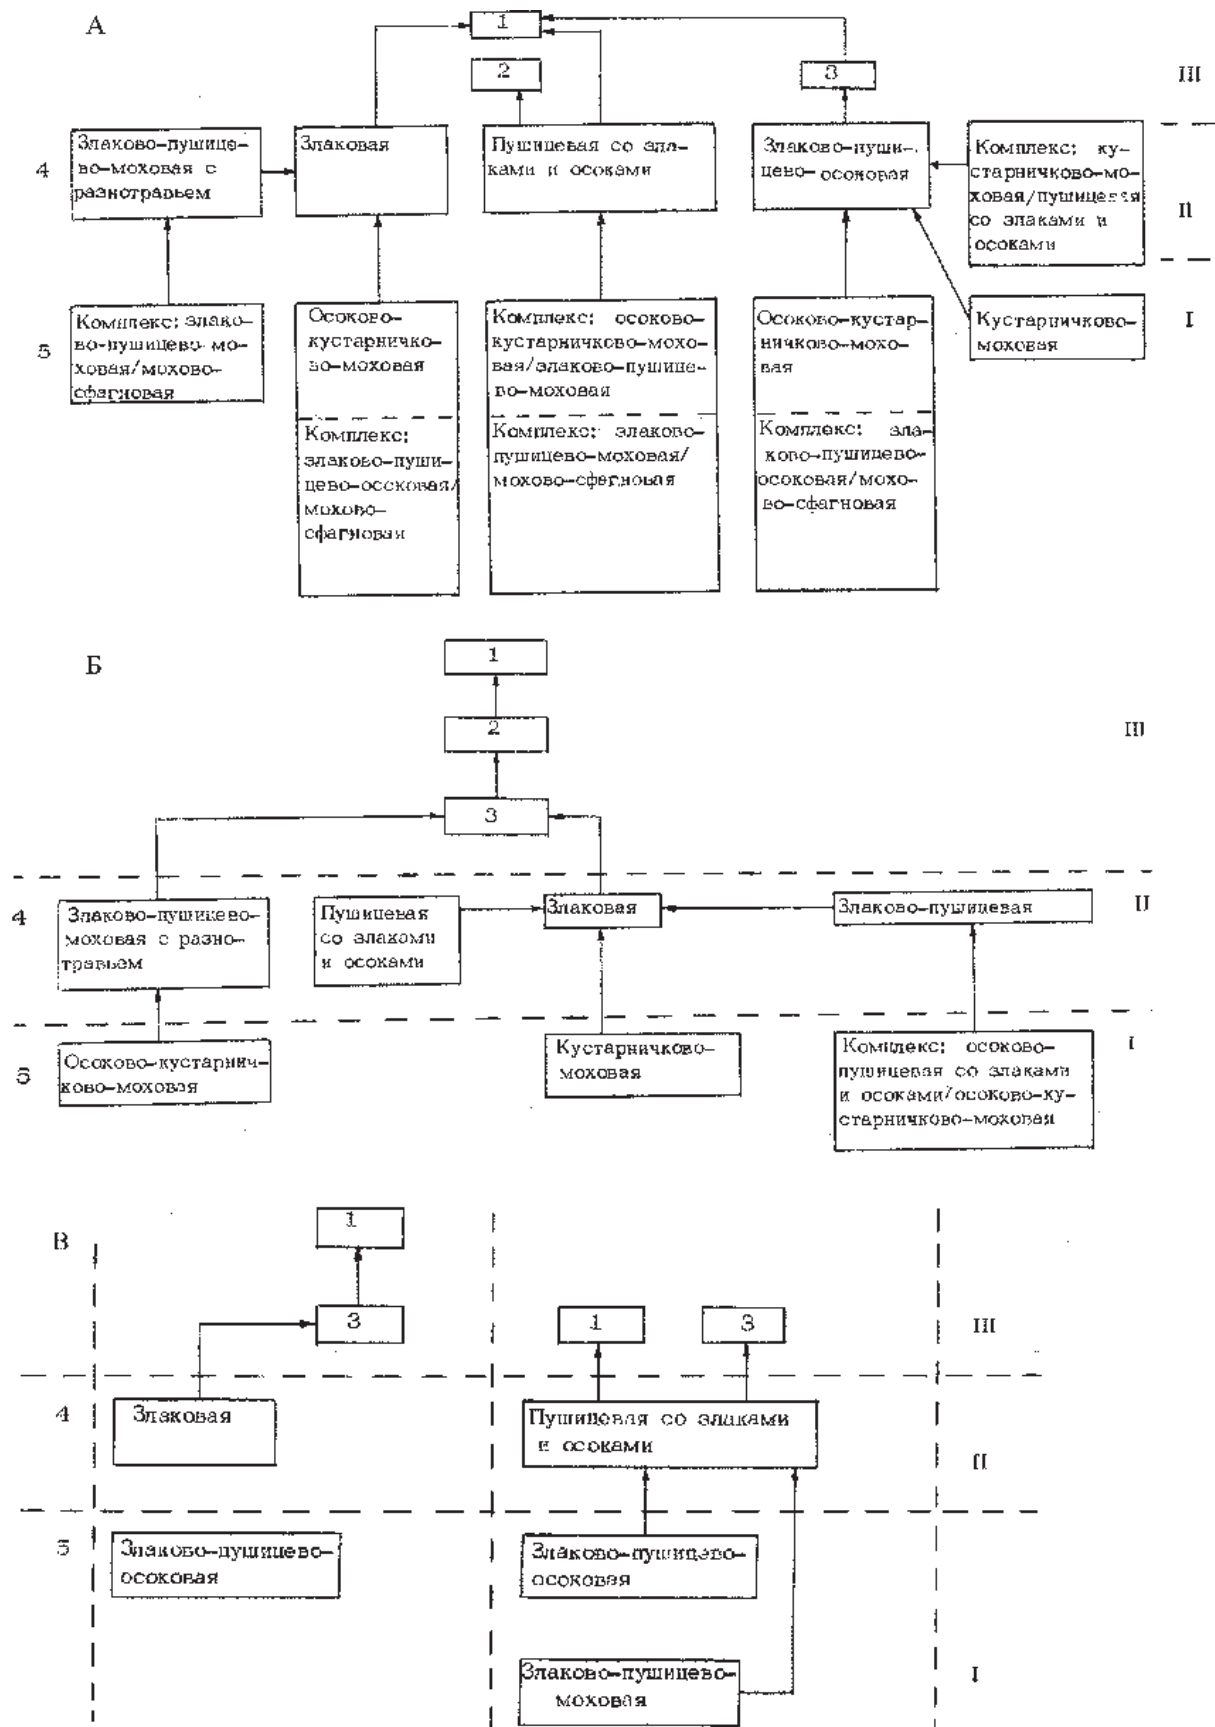 А
1
2
3
III
4
Злаково-пушице-
во-моховая с
разнотравьем
Злаковая
Пушицевая со зла-
ками и осоками
Злаково-пуши-
цево-осоковая
Комплекс: ку-
старничково-мо-
ховая/пушицевая
со злаками и
осоками
II
5
Комплекс: злако-
во-пушицево-мо-
ховая/мохово-
сфагновая
Осоково-
кустарничко-
во-моховая
Комплекс:
злаково-пуши-
цево-осоковая/
мохово-
сфагновая
Комплекс: осоково-
кустарничково-мохо-
вая/злаково-пушице-
во-моховая
Комплекс: злаково-
пушицево-моховая/
мохово-сфагновая
Осоково-кустар-
ничково-мохо-
вая
Комплекс: зла-
ково-пушицево-
осоковая/мохо-
во-сфагновая
Кустарничково-
моховая
I
Б
1
2
3
III
4
Злаково-пушицево-
моховая с разно-
травьем
Пушицевая
со злаками
и осоками
Злаковая
Злаково-пушицевая
II
5
Осоково-кустарнич-
ково-моховая
Кустарничково-
моховая
Комплекс: осоково-
пушицевая со злаками
и осоками/осоково-ку-
старничково-моховая
I
В
1
3
1
3
III
4
Злаковая
Пушицевая со злаками
и осоками
II
5
Злаково-пушицево-
осоковая
Злаково-пушицево-
осоковая
Злаково-пушицево-
моховая
I